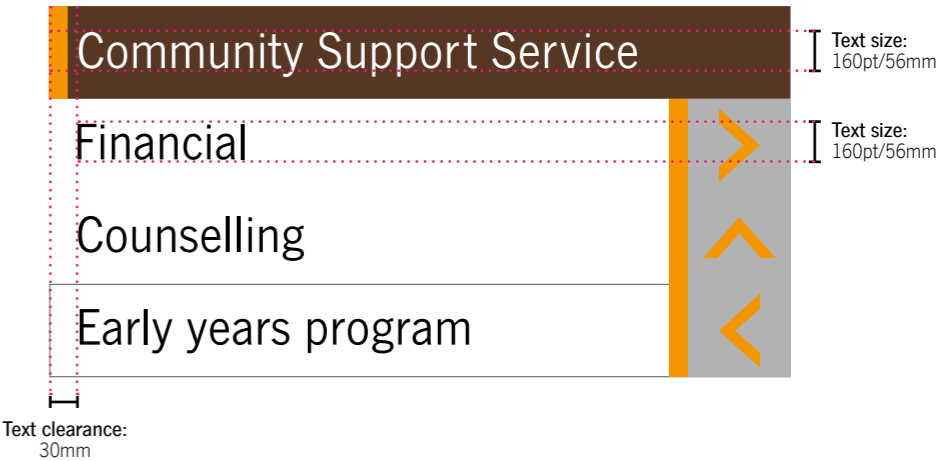 Community Support Service
Text size:
160pt/56mm
Financial
Text size:
160pt/56mm
Counselling
Early years program
Text clearance:
30mm